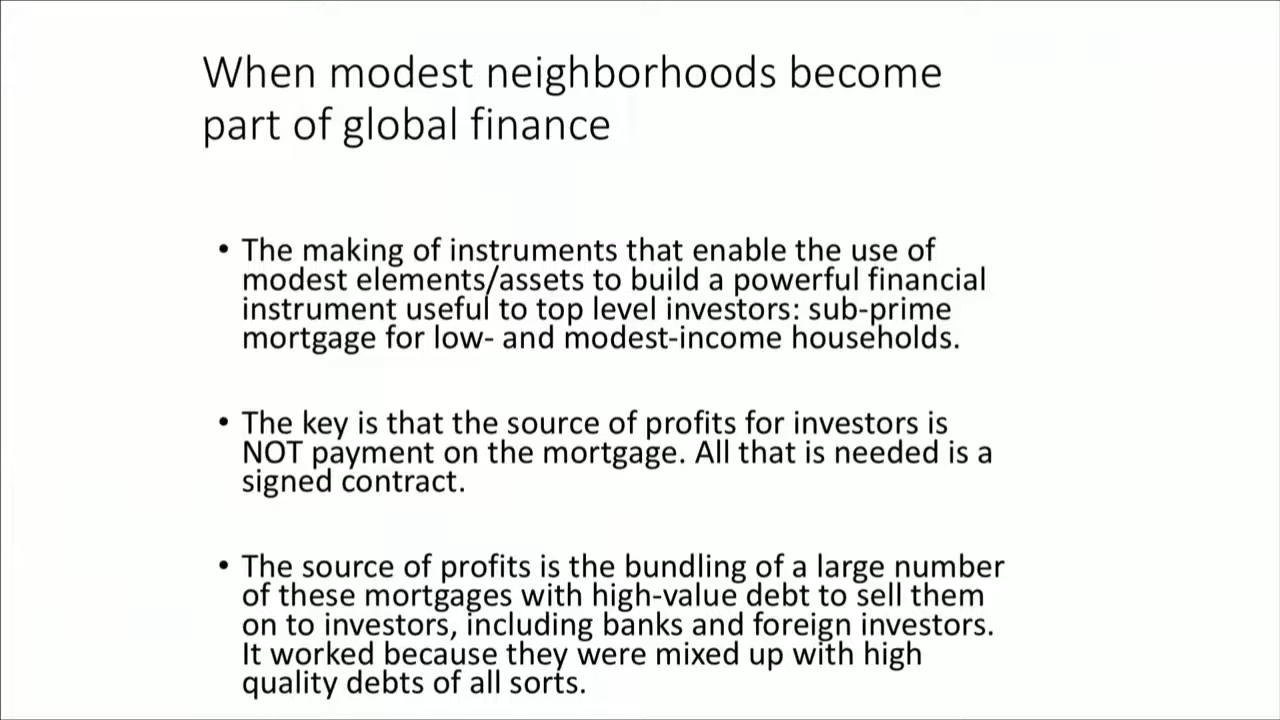 When modest neighborhoods become
part of global finance
• The making of instruments that enable the use of
modest elements/assets to build a powerful financial
instrument useful to top level investors: sub-prime
mortgage for low- and modest-income households.
• The key is that the source of profits for investors is
NOT payment on the mortgage. All that is needed is a
signed contract.
• The source of profits is the bundling of a large number
of these mortgages with high-value debt to sell them
on to investors, including banks and foreign investors.
It worked because they were mixed up with high
quality debts of all sorts.